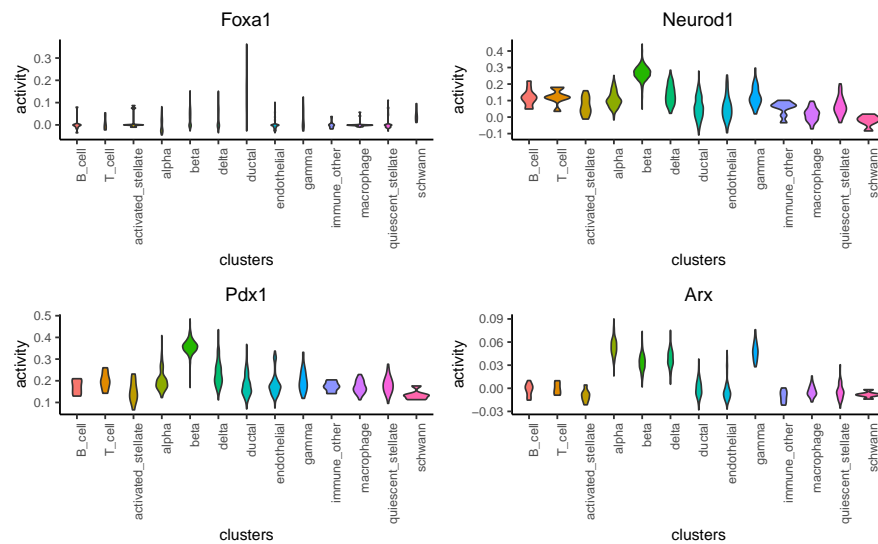 Foxa1
activity
0.3
0.2
0.1
0.0
B_cell
T_cell
activated_stellate
alpha
beta
delta
ductal
endothelial
gamma
immune_other
macrophage
quiescent_stellate
schwann
clusters
Neurod1
activity
0.4
0.3
0.2
0.1
0.0
−0.1
B_cell
T_cell
activated_stellate
alpha
beta
delta
ductal
endothelial
gamma
immune_other
macrophage
quiescent_stellate
schwann
clusters
Pdx1
activity
0.5
0.4
0.3
0.2
0.1
B_cell
T_cell
activated_stellate
alpha
beta
delta
ductal
endothelial
gamma
immune_other
macrophage
quiescent_stellate
schwann
clusters
Arx
activity
0.09
0.06
0.03
0.00
−0.03
B_cell
T_cell
activated_stellate
alpha
beta
delta
ductal
endothelial
gamma
immune_other
macrophage
quiescent_stellate
schwann
clusters